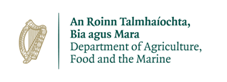 An Roinn Talmhaíochta,
Bia agus Mara
Department of Agriculture,
Food and the Marine